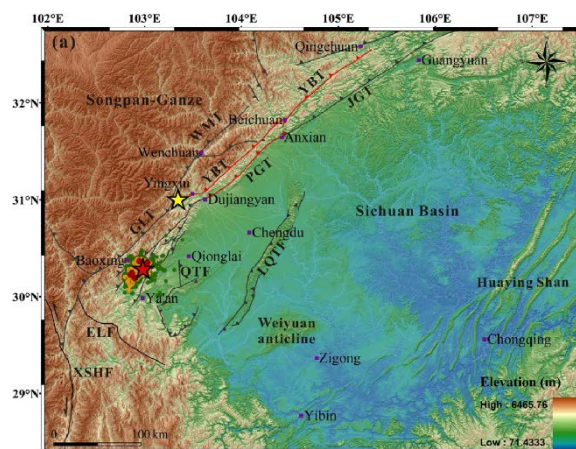 102°E 103°E 104°E 105°E 106°E 107°E
(a)
Qingchuan
Guangyuan
32°N
Songpan-Ganze
YBT
JGT
WMT
Beichuan
Anxian
Wenchuan
YBT
PGT
Yingxiu
31°N
Dujiangyan
GLT
Chengdu
Sichuan Basin
LQTF
Baoxing
Qionglai
QTF
Huaying Shan
30°N
Ya'an
ELF
Weiyuan
anticline
Chongqing
Zigong
XSHF
Elevation (m)
29°N
High : 6465.76
Yibin
0 100 km
Low : 71.4333